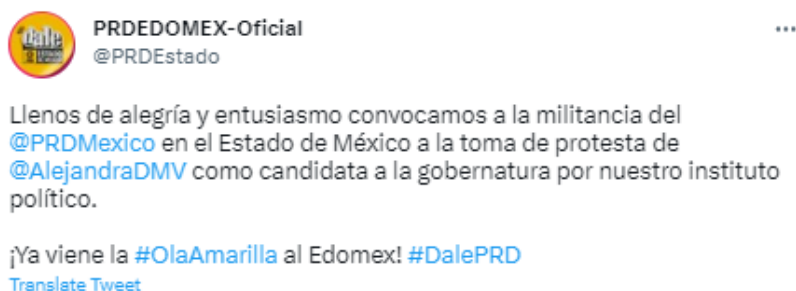 dale
PRDEDOMEX-Oficial
@PRDEstado
Llenos de alegría y entusiasmo convocamos a la militancia del
@PRDMexico en el Estado de México a la toma de protesta de
@AlejandraDMV como candidata a la gobernatura por nuestro instituto
político.
¡Ya viene la #OlaAmarilla al Edomex! #DalePRD
Translate Tweet